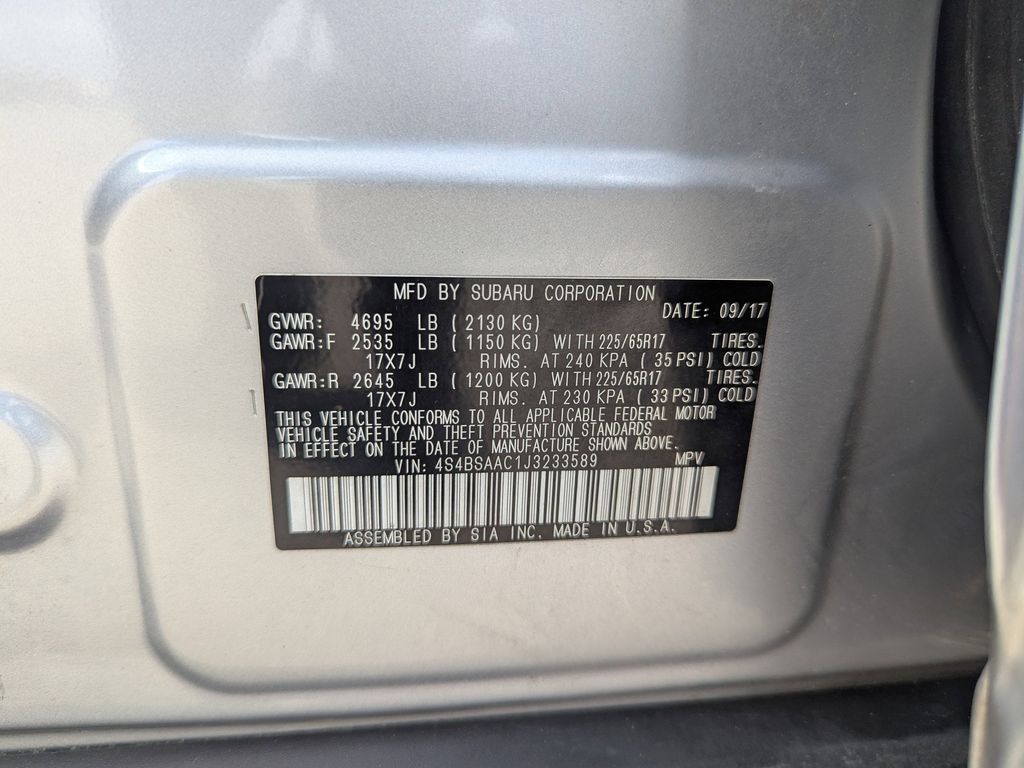 MFD BY SUBARU CORPORATION
DATE: 09/17
GVWR: 4695 LB (2130 KG)
GAWR:F 2535 LB (1150 KG) WITH 225/65R17 TIRES.
17X7J RIMS. AT 240 KPA (35 PSI) COLD
GAWR:R 2645 LB (1200 KG) WITH 225/65R17 TIRES.
17X7J RIMS. AT 230 KPA (33 PSI) COLD
THIS VEHICLE CONFORMS TO ALL APPLICABLE FEDERAL MOTOR
VEHICLE SAFETY AND THEFT PREVENTION STANDARDS
IN EFFECT ON THE DATE OF MANUFACTURE SHOWN ABOVE.
VIN: 4S4BSAAC1J3233589 MPV
ASSEMBLED BY SIA INC. MADE IN U.S.A.